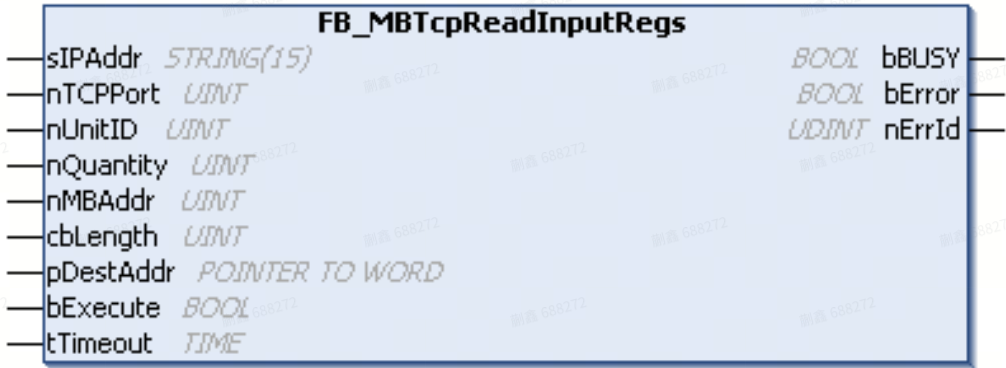 FB_MBTcpReadInputRegs
sIPAddr STRING(15) BOOL bBUSY
nTCPPort UINT BOOL bError
nUnitID UINT UDINT nErrId
nQuantity UINT
nMBAddr UINT
cbLength UINT
pDestAddr POINTER TO WORD
bExecute BOOL
tTimeout TIME